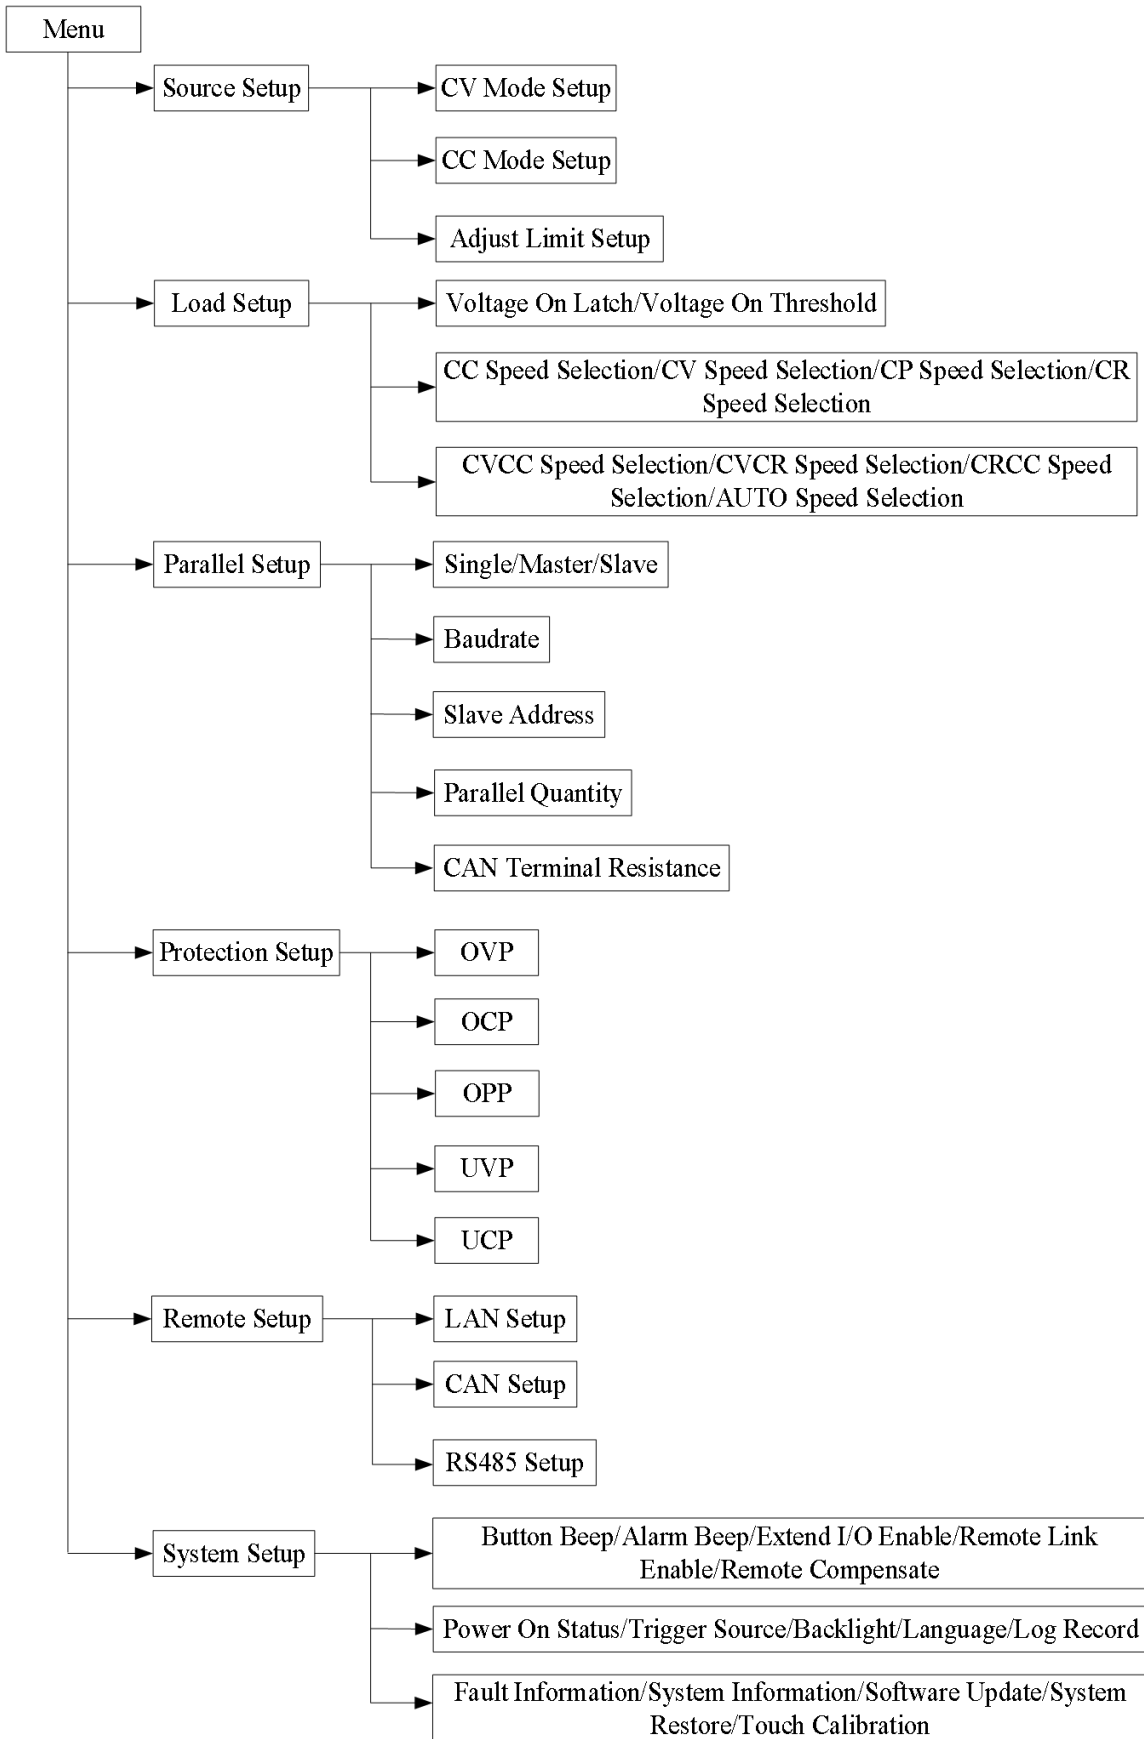 Menu
Source Setup
CV Mode Setup
CC Mode Setup
Adjust Limit Setup
Load Setup
Voltage On Latch/Voltage On Threshold
CC Speed Selection/CV Speed Selection/CP Speed Selection/CR
Speed Selection
CVCC Speed Selection/CVCR Speed Selection/CRCC Speed
Selection/AUTO Speed Selection
Parallel Setup
Single/Master/Slave
Baudrate
Slave Address
Parallel Quantity
CAN Terminal Resistance
Protection Setup
OVP
OCP
OPP
UVP
UCP
Remote Setup
LAN Setup
CAN Setup
RS485 Setup
System Setup
Button Beep/Alarm Beep/Extend I/O Enable/Remote Link
Enable/Remote Compensate
Power On Status/Trigger Source/Backlight/Language/Log Record
Fault Information/System Information/Software Update/System
Restore/Touch Calibration